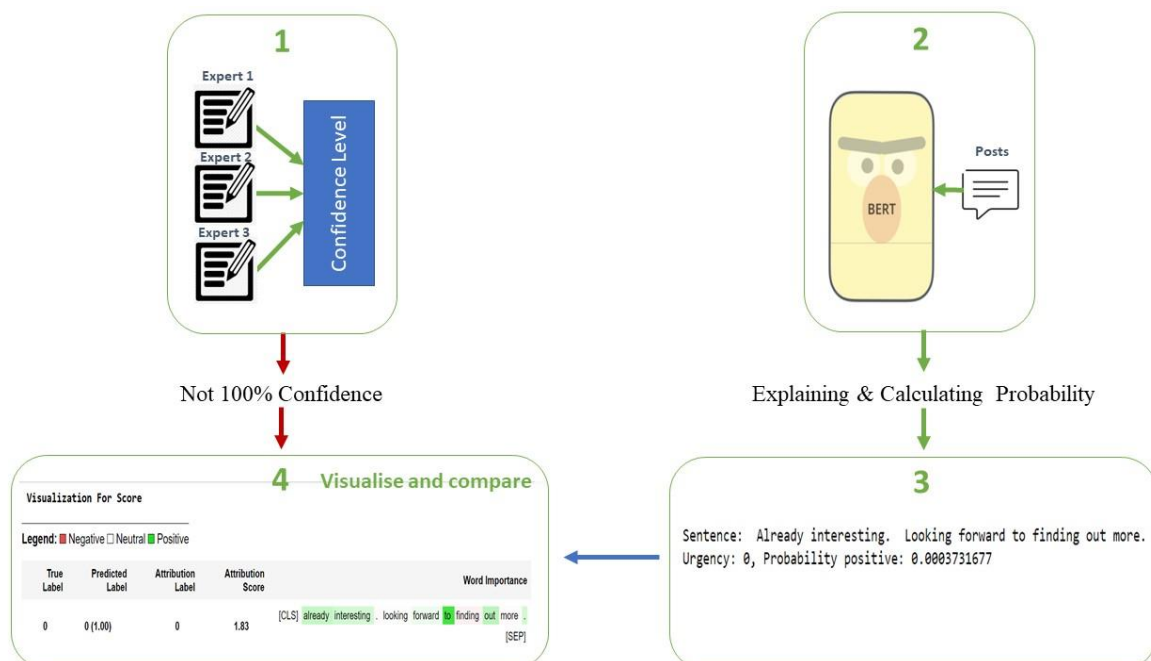 1
Expert 1
Expert 2
Expert 3
Confidence Level
2
Posts
BERT
Not 100% Confidence
Explaining & Calculating Probability
4 Visualise and compare
Visualization For Score
Legend: Negative Neutral Positive
True Label Predicted Label Attribution Label Attribution Score Word Importance
0 0 (1.00) 0 1.83 [CLS] already interesting . looking forward to finding out more .
[SEP]
3
Sentence: Already interesting. Looking forward to finding out more.
Urgency: 0, Probability positive: 0.0003731677